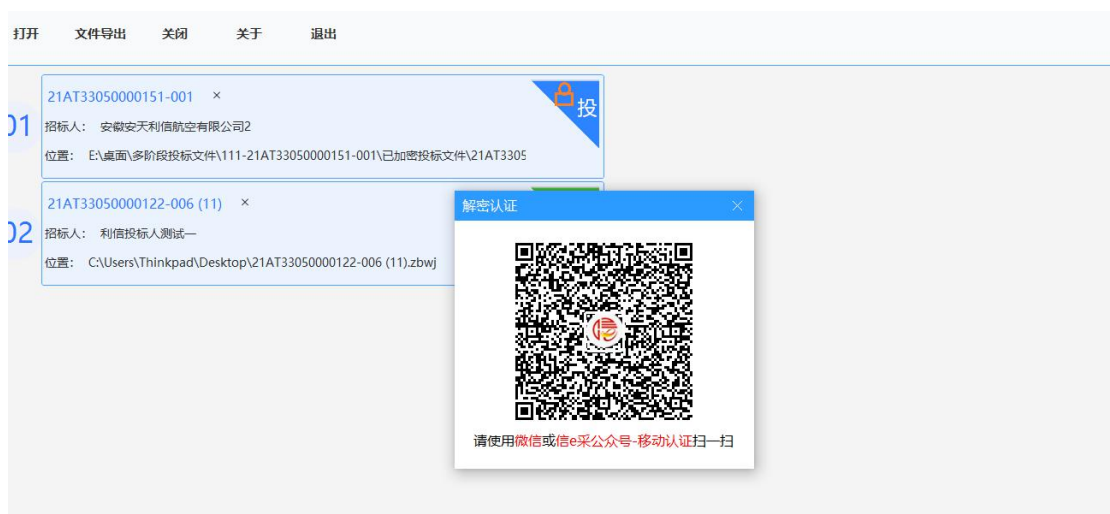 打开 文件导出 关闭 关于 退出
01
21AT33050000151-001 ×
招标人： 安徽安天利信航空有限公司2
位置： E:\桌面\多阶段投标文件\111-21AT33050000151-001\已加密投标文件\21AT3305
投
02
21AT33050000122-006 (11) ×
招标人： 利信投标人测试一
位置： C:\Users\Thinkpad\Desktop\21AT33050000122-006 (11).zbwj
解密认证
请使用微信或信e采公众号-移动认证扫一扫